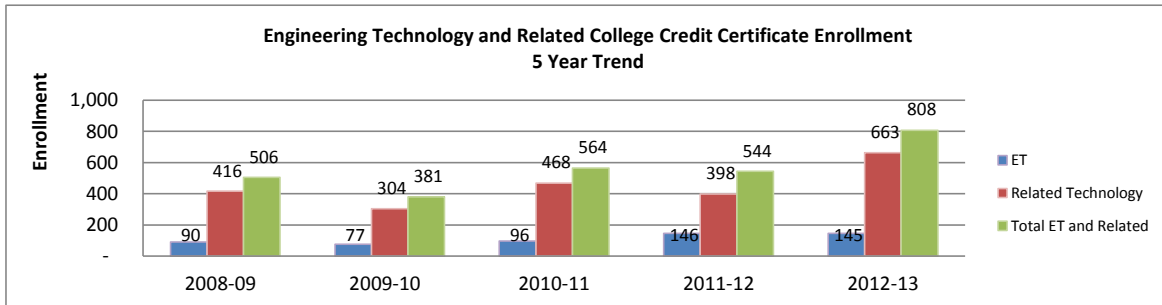 Engineering Technology and Related College Credit Certificate Enrollment
5 Year Trend
Enrollment
1,000
800
600
400
200
-
90 416 506
77 304 381
96 468 564
146 398 544
145 663 808
2008-09 2009-10 2010-11 2011-12 2012-13
ET
Related Technology
Total ET and Related